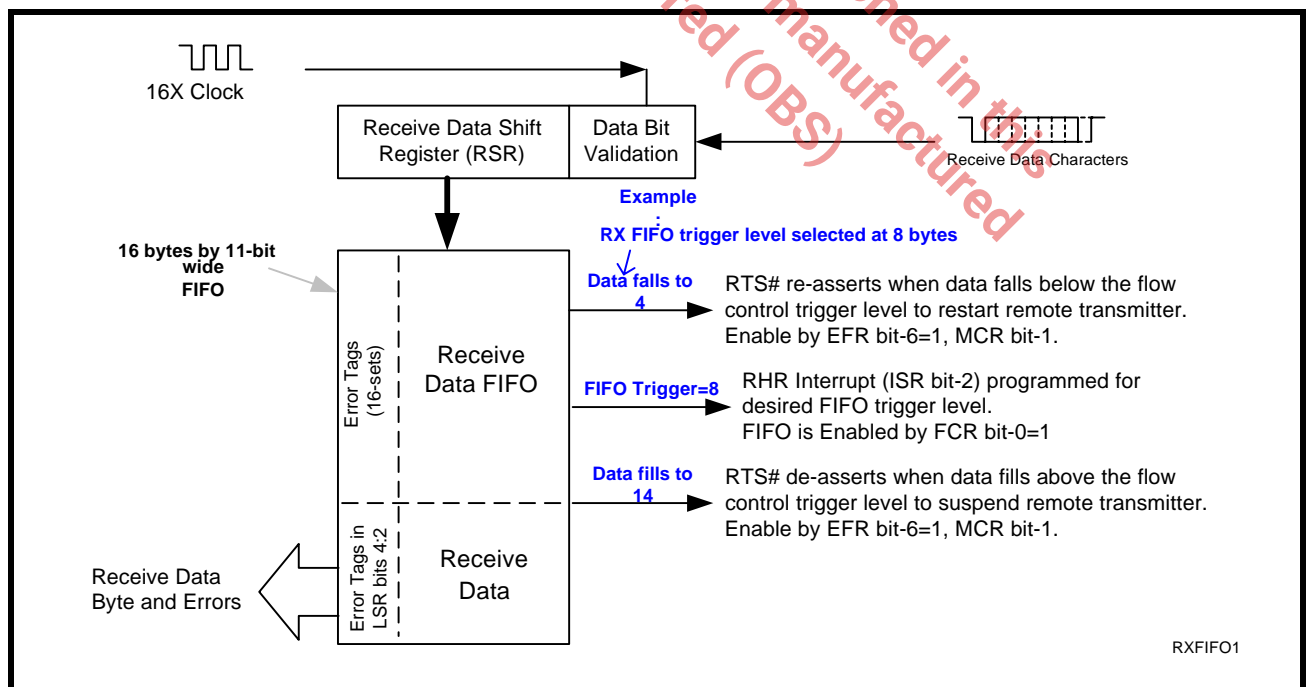 16X Clock
Receive Data Shift
Register (RSR)
Data Bit
Validation
Receive Data Characters
ned in this
manufactured
red (OBS)
Example
:
RX FIFO trigger level selected at 8 bytes
16 bytes by 11-bit
wide
FIFO
Error Tags
(16-sets)
Receive
Data FIFO
Data falls to
4
RTS# re-asserts when data falls below the flow
control trigger level to restart remote transmitter.
Enable by EFR bit-6=1, MCR bit-1.
FIFO Trigger=8
RHR Interrupt (ISR bit-2) programmed for
desired FIFO trigger level.
FIFO is Enabled by FCR bit-0=1
Data fills to
14
RTS# de-asserts when data fills above the flow
control trigger level to suspend remote transmitter.
Enable by EFR bit-6=1, MCR bit-1.
Error Tags in
LSR bits 4:2
Receive
Data
Receive Data
Byte and Errors
RXFIFO1